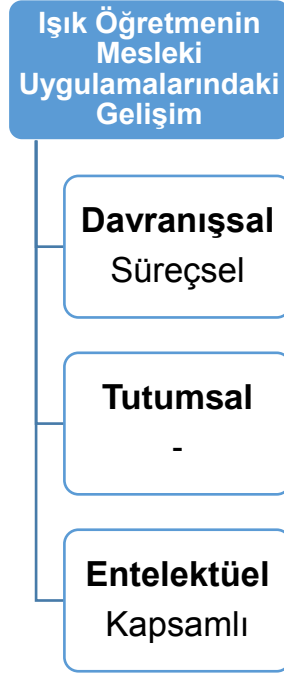 Işık Öğretmenin
Mesleki
Uygulamalarındaki
Gelişim
Davranışsal
Süreçsel
Tutumsal
-
Entelektüel
Kapsamlı